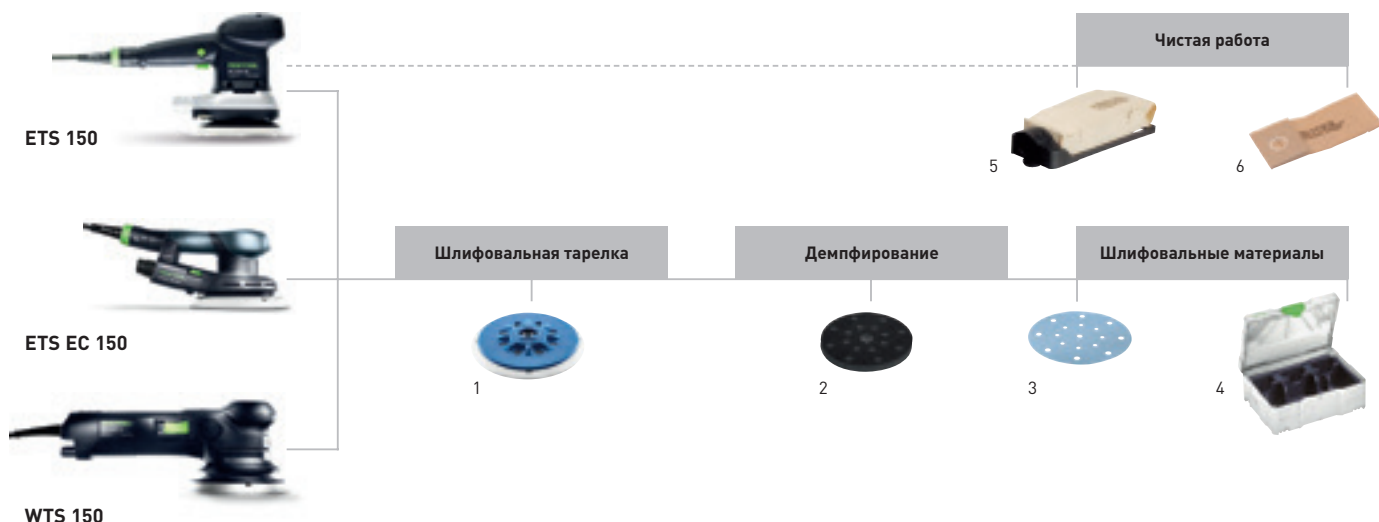 Чистая работа
ETS 150
5
6
Шлифовальная тарелка
Демпфирование
Шлифовальные материалы
ETS EC 150
1
2
3
4
WTS 150